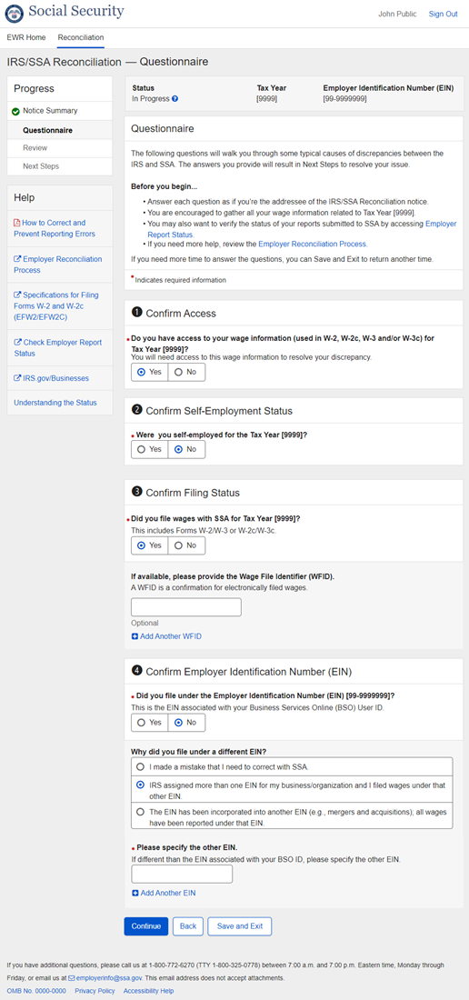 Social Security
John Public Sign Out
EWR Home Reconciliation
IRS/SSA Reconciliation — Questionnaire
Progress
Notice Summary
Questionnaire
Review
Next Steps
Help
How to Correct and
Prevent Reporting Errors
Employer Reconciliation
Process
Specifications for Filing
Forms W-2 and W-2c
(EFW2/EFW2C)
Check Employer Report
Status
IRS.gov/Businesses
Understanding the Status
Status Tax Year Employer Identification Number (EIN)
In Progress ? [9999] [99-9999999]
Questionnaire
The following questions will walk you through some typical causes of discrepancies between the
IRS and SSA. The answers you provide will result in Next Steps to resolve your issue.
Before you begin...
• Answer each question as if you're the addressee of the IRS/SSA Reconciliation notice.
• You are encouraged to gather all your wage information related to Tax Year [9999].
• You may also want to verify the status of your reports submitted to SSA by accessing Employer
Report Status.
• If you need more help, review the Employer Reconciliation Process.
If you need more time to answer the questions, you can Save and Exit to return another time.
* Indicates required information
1 Confirm Access
* Do you have access to your wage information (used in W-2, W-2c, W-3 and/or W-3c) for
Tax Year [9999]?
You will need access to this wage information to resolve your discrepancy.
Yes No
2 Confirm Self-Employment Status
* Were you self-employed for the Tax Year [9999]?
Yes No
3 Confirm Filing Status
* Did you file wages with SSA for Tax Year [9999]?
This includes Forms W-2/W-3 or W-2c/W-3c.
Yes No
If available, please provide the Wage File Identifier (WFID).
A WFID is a confirmation for electronically filed wages.
Optional
Add Another WFID
4 Confirm Employer Identification Number (EIN)
* Did you file under the Employer Identification Number (EIN) [99-9999999]?
This is the EIN associated with your Business Services Online (BSO) User ID.
Yes No
Why did you file under a different EIN?
I made a mistake that I need to correct with SSA.
IRS assigned more than one EIN for my business/organization and I filed wages under that
other EIN.
The EIN has been incorporated into another EIN (e.g., mergers and acquisitions); all wages
have been reported under that EIN.
* Please specify the other EIN.
If different than the EIN associated with your BSO ID, please specify the other EIN.
Add Another EIN
Continue Back Save and Exit
If you have additional questions, please call us at 1-800-772-6270 (TTY 1-800-325-0778) between 7:00 a.m. and 7:00 p.m. Eastern time, Monday through
Friday, or email us at employerinfo@ssa.gov. This email address does not accept attachments.
OMB No. 0000-0000 Privacy Policy Accessibility Help